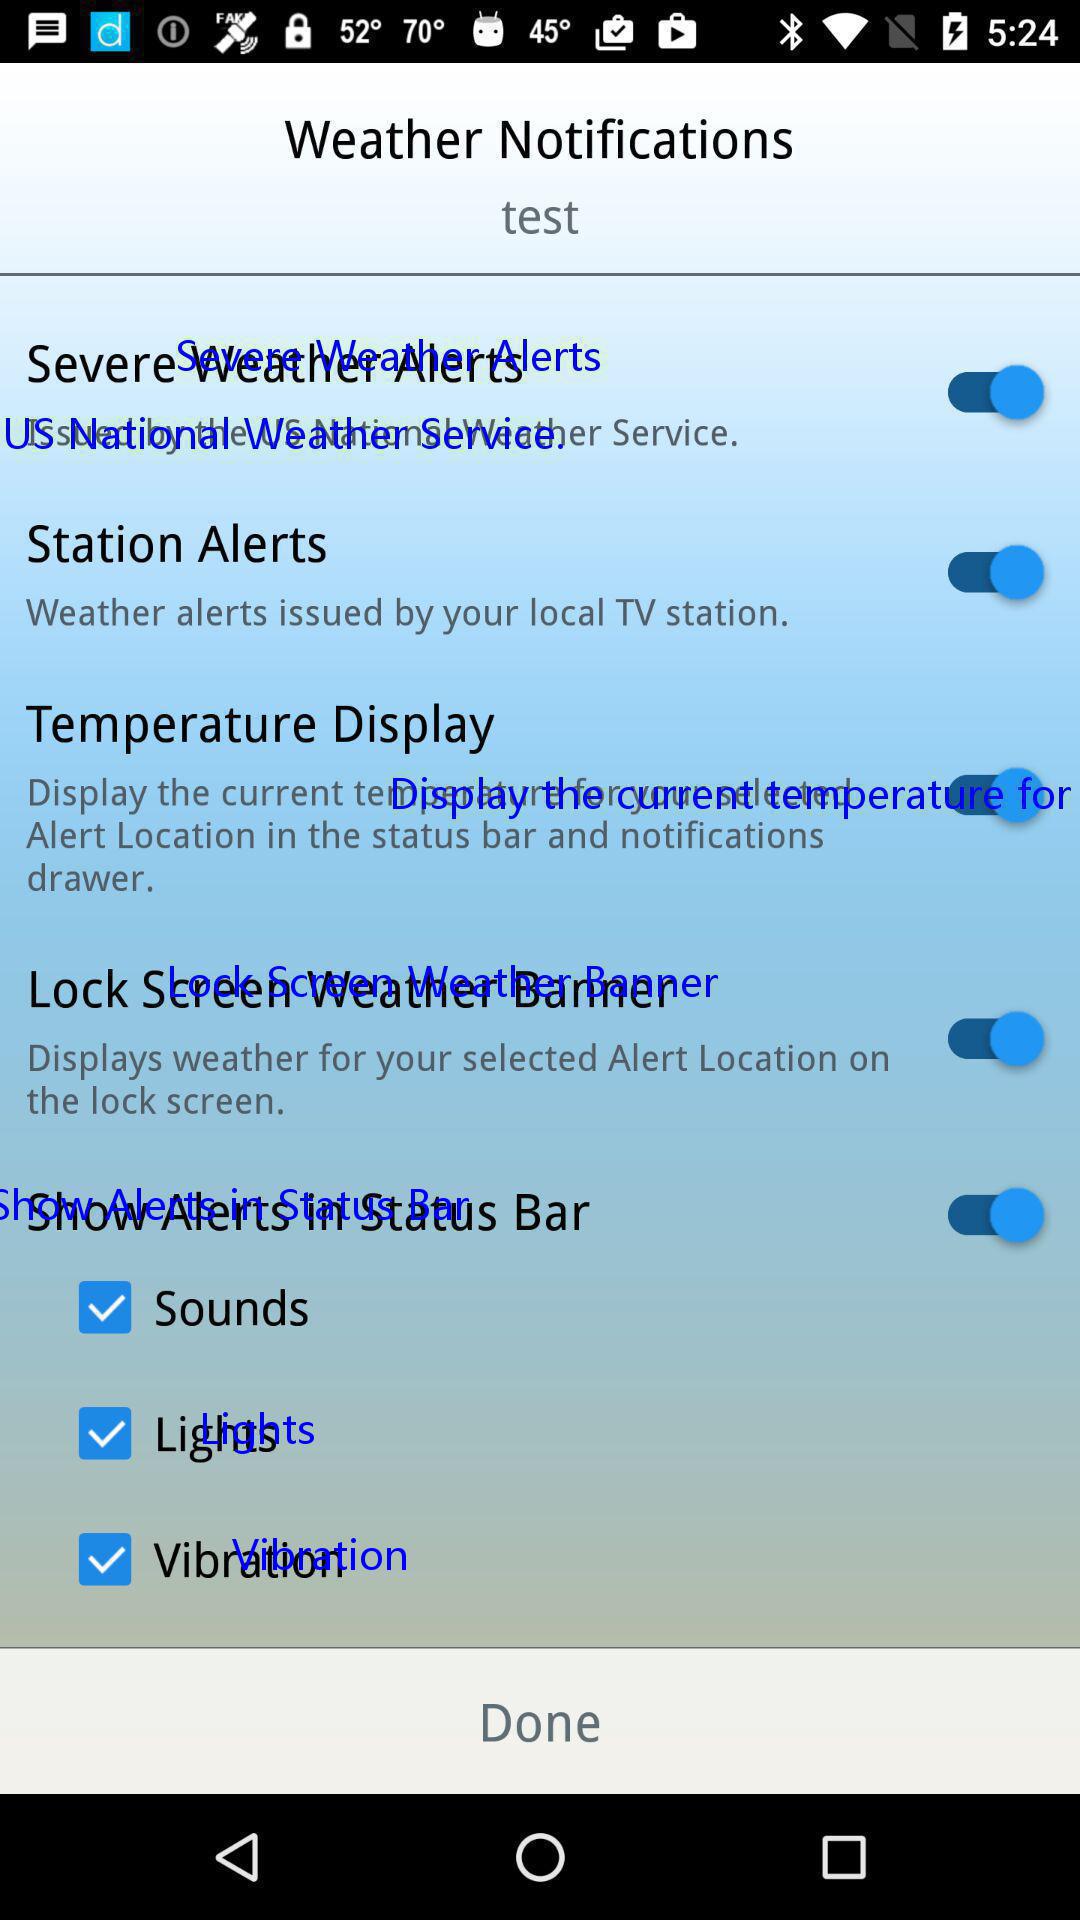 FAKE 52° 70° 45° 5:24
Weather Notifications
test
Severe Weather Alerts
Severe Weather Alerts
Issued by the US National Weather Service.
US National Weather Service.
Station Alerts
Weather alerts issued by your local TV station.
Temperature Display
Display the current temperature for your selected
Display the current temperature for
Alert Location in the status bar and notifications
drawer.
Lock Screen Weather Banner
Lock Screen Weather Banner
Displays weather for your selected Alert Location on
the lock screen.
Show Alerts in Status Bar
Show Alerts in Status Bar
Sounds
Lights
Lights
Vibration
Vibration
Done